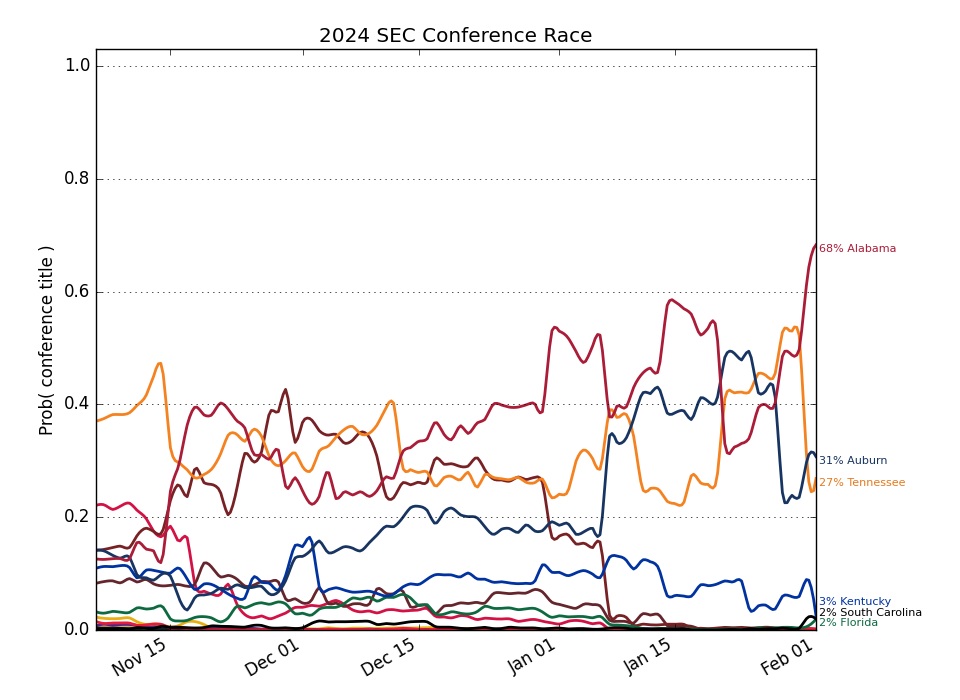 2024 SEC Conference Race
Prob( conference title )
1.0
0.8
0.6
0.4
0.2
0.0
68% Alabama
31% Auburn
27% Tennessee
3% Kentucky
2% South Carolina
2% Florida
Nov 15
Dec 01
Dec 15
Jan 01
Jan 15
Feb 01